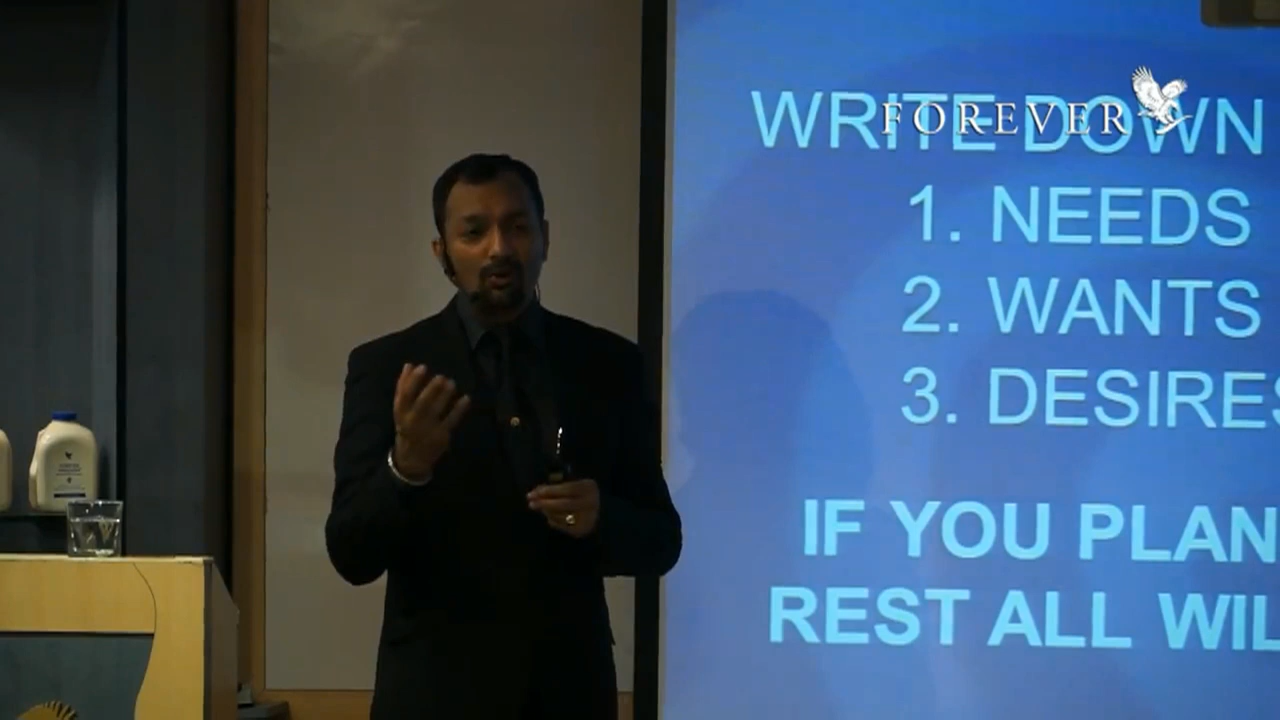 WRITE DOWN
FOREVER
1. NEEDS
2. WANTS
3. DESIRES
IF YOU PLAN
REST ALL WIL